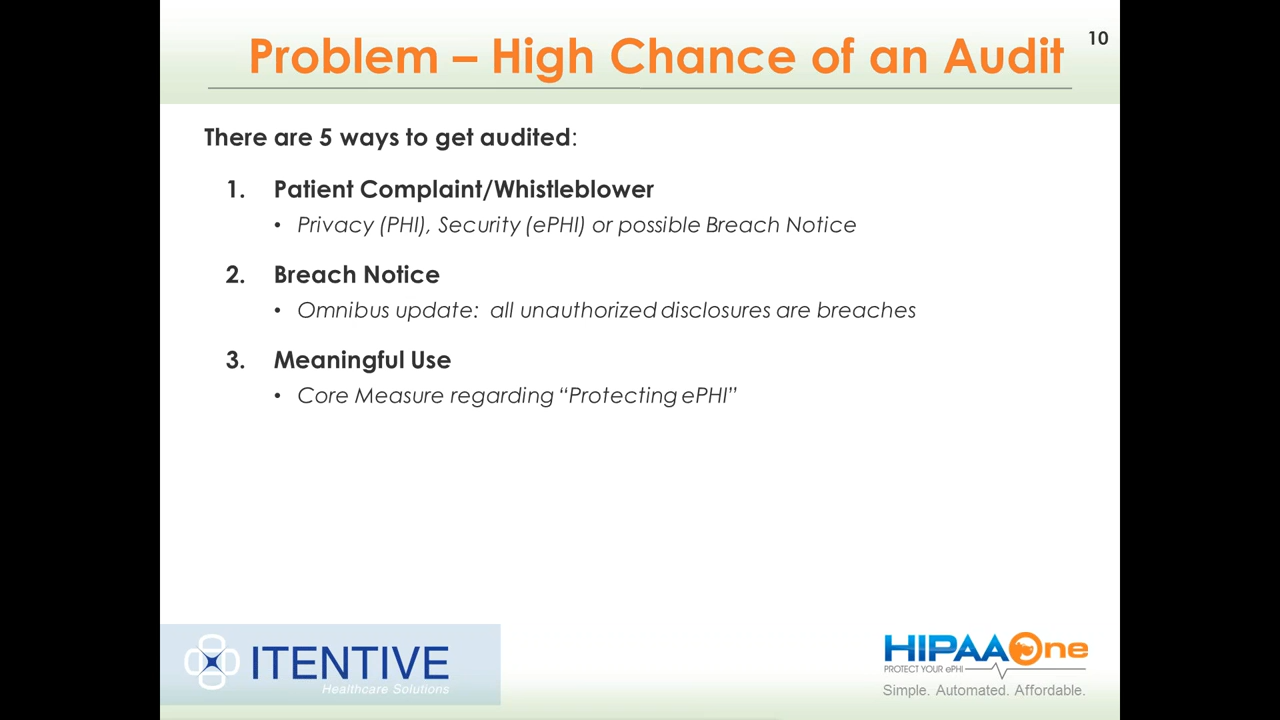 Problem – High Chance of an Audit
10
There are 5 ways to get audited:
1. Patient Complaint/Whistleblower
• Privacy (PHI), Security (ePHI) or possible Breach Notice
2. Breach Notice
• Omnibus update: all unauthorized disclosures are breaches
3. Meaningful Use
• Core Measure regarding “Protecting ePHI”
ITENTIVE
Healthcare Solutions
HIPAAOne
PROTECT YOUR ePHI
Simple. Automated. Affordable.